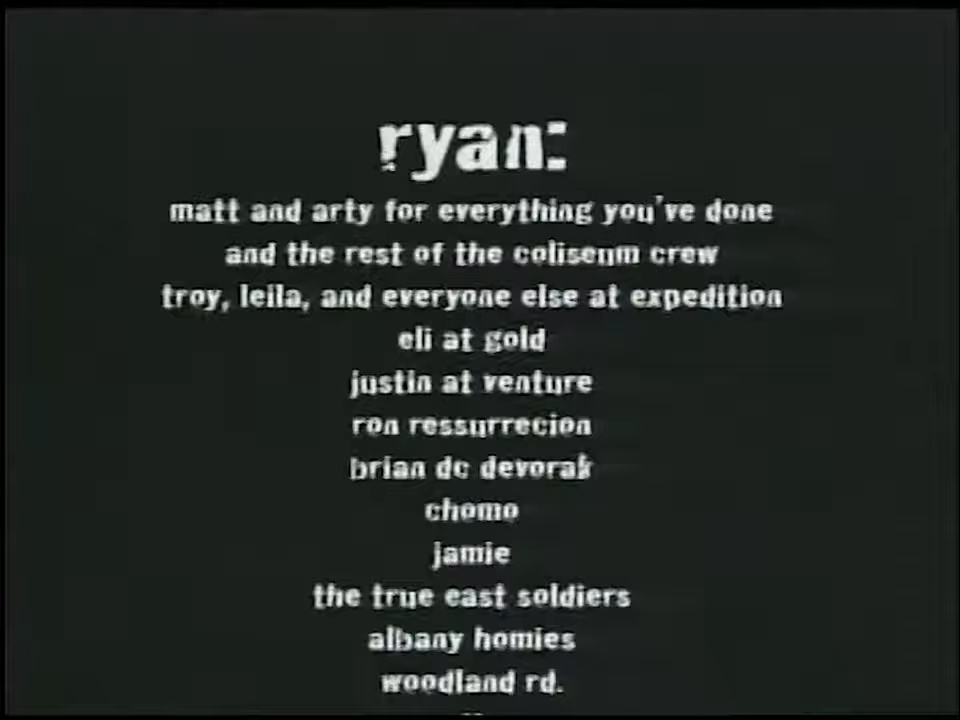 ryan:
matt and arty for everything you've done
and the rest of the coliseum crew
troy, leila, and everyone else at expedition
eli at gold
justin at venture
ron ressurrecion
brian dc devorak
chomo
jamie
the true east soldiers
albany homies
woodland rd.